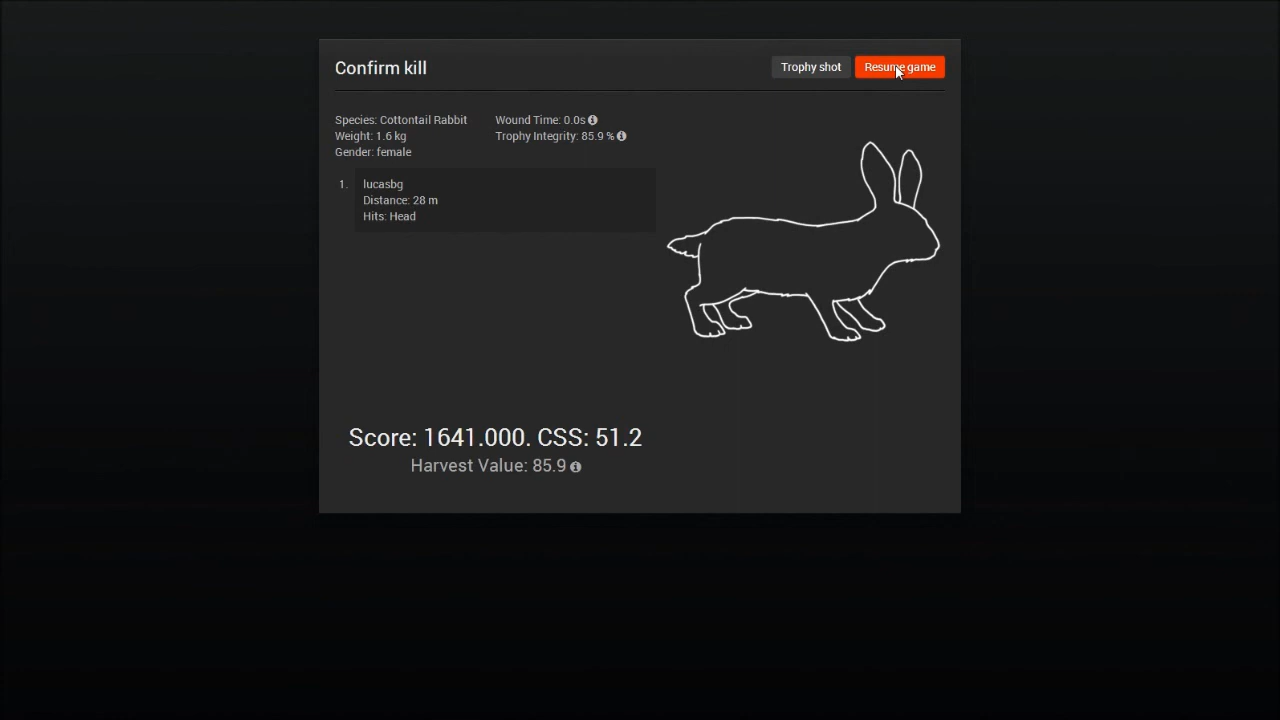 Confirm kill
Trophy shot
Resume game
Species: Cottontail Rabbit
Weight: 1.6 kg
Gender: female
Wound Time: 0.0s
Trophy Integrity: 85.9 %
1.
lucasbg
Distance: 28 m
Hits: Head
Score: 1641.000. CSS: 51.2
Harvest Value: 85.9